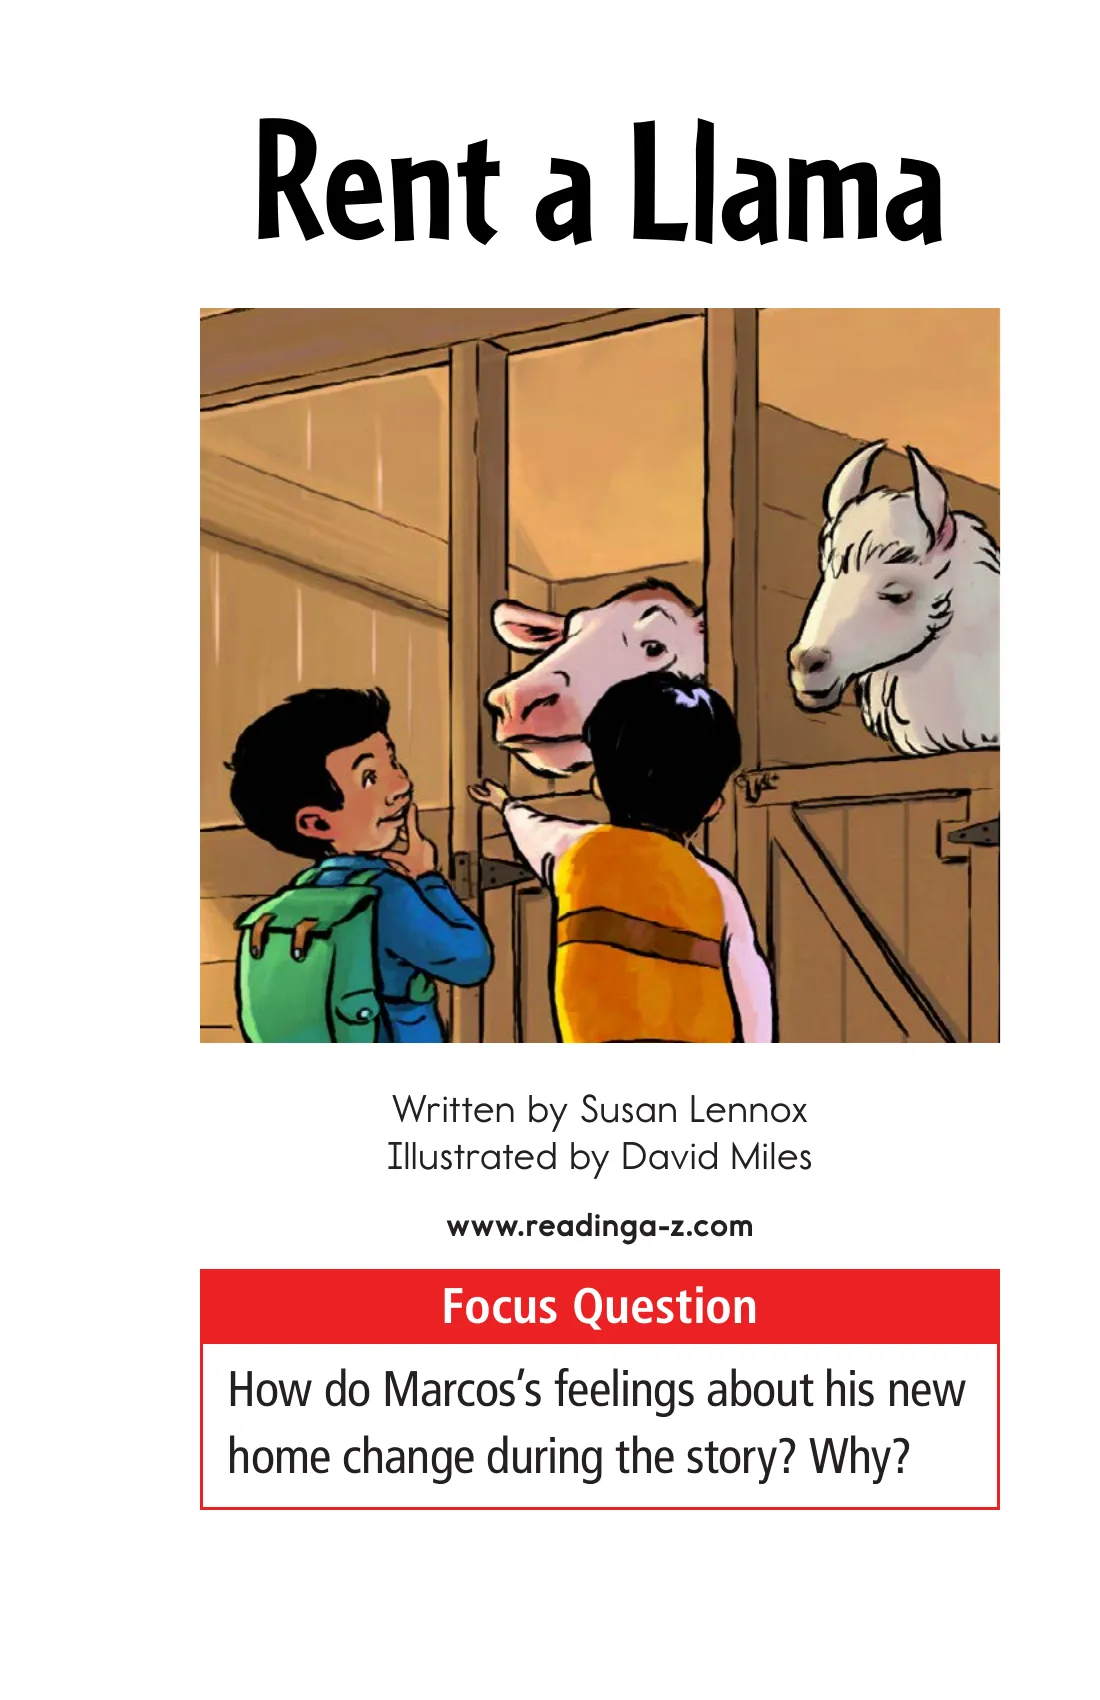 Rent a Llama
Written by Susan Lennox
Illustrated by David Miles
www.readinga-z.com
Focus Question
How do Marcos’s feelings about his new
home change during the story? Why?